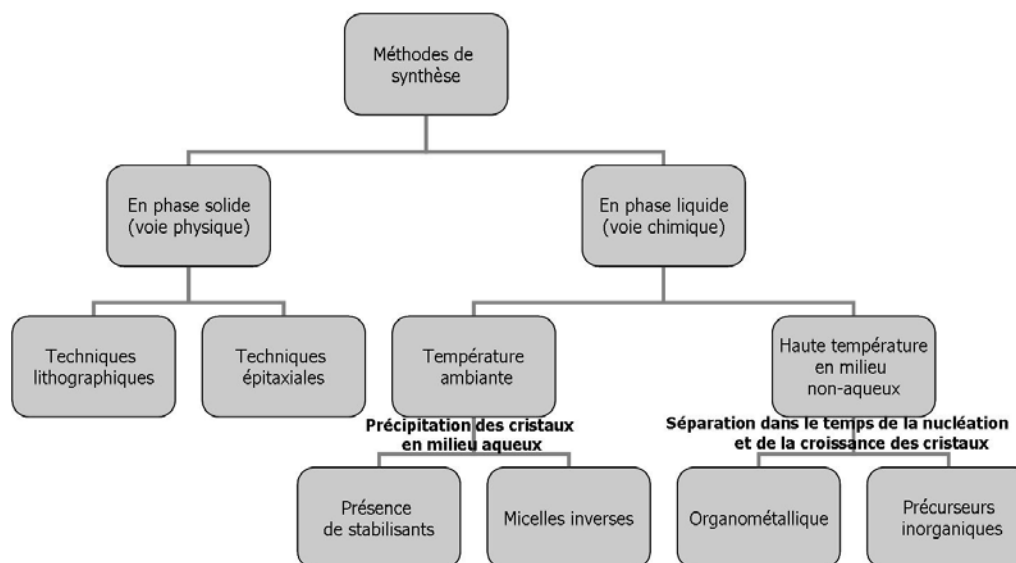 Méthodes de
synthèse
En phase solide
(voie physique)
En phase liquide
(voie chimique)
Techniques
lithographiques
Techniques
épitaxiales
Température
ambiante
Haute température
en milieu
non-aqueux
Précipitation des cristaux
en milieu aqueux
Séparation dans le temps de la nucléation
et de la croissance des cristaux
Présence
de stabilisants
Micelles inverses
Organométallique
Précurseurs
inorganiques